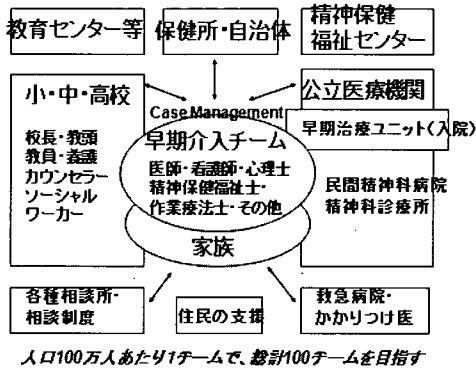 教育センター等
保健所・自治体
精神保健
福祉センター
小・中・高校
校長・教頭
教員・養護
カウンセラー
ソーシャル
ワーカー
Case Management
早期介入チーム
医師・看護師・心理士
精神保健福祉士・
作業療法士・その他
家族
公立医療機関
早期治療ユニット(入院)
民間精神科病院
精神科診療所
各種相談所・
相談制度
住民の支援
救急病院・
かかりつけ医
人口100万人あたり1チームで、総計100チームを目指す